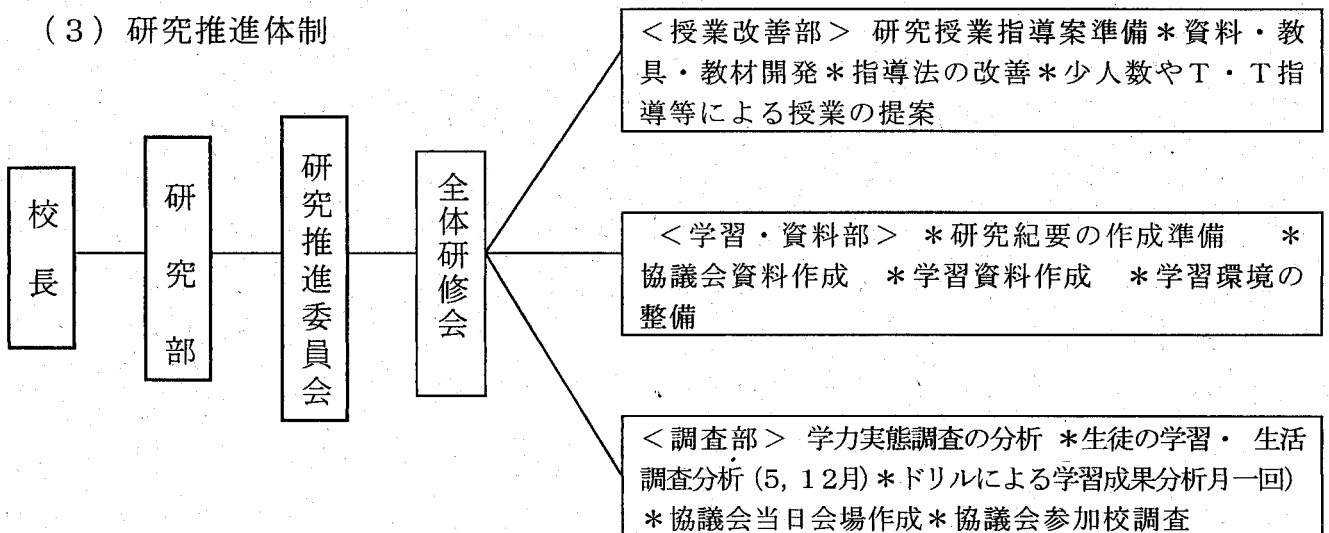 (3) 研究推進体制
校長
研究部
研究推進委員会
全体研修会
<授業改善部> 研究授業指導案準備＊資料・教
具・教材開発＊指導法の改善＊少人数やT・T指
導等による授業の提案
<学習・資料部> ＊研究紀要の作成準備 ＊
協議会資料作成 ＊学習資料作成 ＊学習環境の
整備
<調査部> 学力実態調査の分析 ＊生徒の学習・ 生活
調査分析 (5, 12月)＊ドリルによる学習成果分析月一回)
＊協議会当日会場作成＊協議会参加校調査